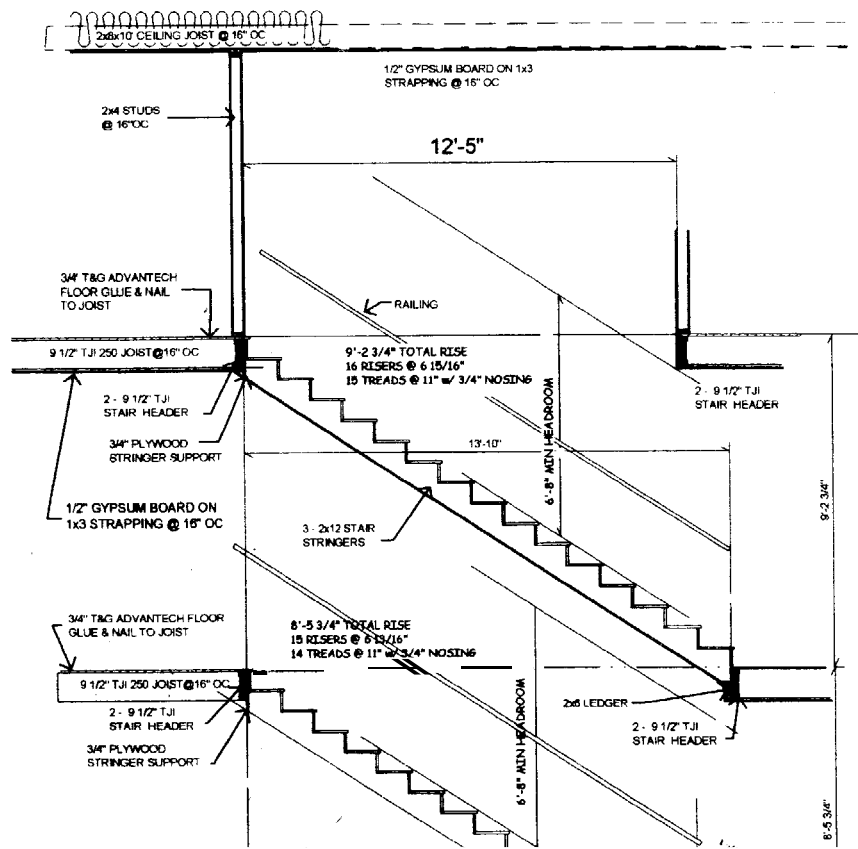 2x8x10' CEILING JOIST @ 16" OC
1/2" GYPSUM BOARD ON 1x3
STRAPPING @ 16" OC
2x4 STUDS
@ 16"OC
12'-5"
3/4' T&G ADVANTECH
FLOOR GLUE & NAIL
TO JOIST
RAILING
9 1/2" TJI 250 JOIST@16" OC
9'-2 3/4" TOTAL RISE
16 RISERS @ 6 15/16"
15 TREADS @ 11" w/ 3/4" NOSING
2 - 9 1/2" TJI
STAIR HEADER
2 - 9 1/2" TJI
STAIR HEADER
3/4" PLYWOOD
STRINGER SUPPORT
13'-10"
6'-8" MIN HEADROOM
1/2" GYPSUM BOARD ON
1x3 STRAPPING @ 16" OC
3 - 2x12 STAIR
STRINGERS
9'-2 3/4"
3/4" T&G ADVANTECH FLOOR
GLUE & NAIL TO JOIST
8'-5 3/4" TOTAL RISE
15 RISERS @ 6 13/16"
14 TREADS @ 11" w/ 3/4" NOSING
9 1/2" TJI 250 JOIST@16" OC
2 - 9 1/2" TJI
STAIR HEADER
2x6 LEDGER
2 - 9 1/2" TJI
STAIR HEADER
3/4" PLYWOOD
STRINGER SUPPORT
6'-8" MIN HEADROOM
8'-5 3/4"